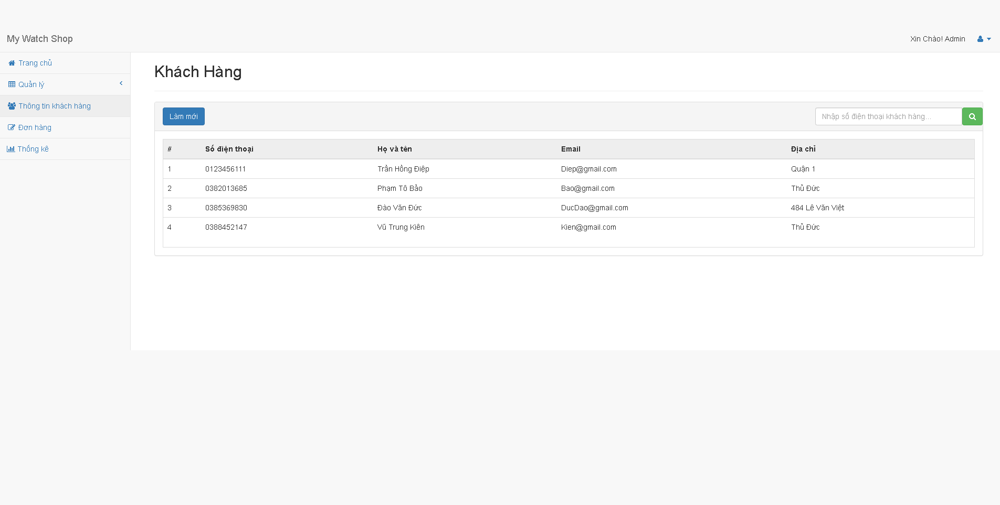 My Watch Shop
Xin Chào! Admin
Trang chủ
Quản lý
Thông tin khách hàng
Đơn hàng
Thống kê
Khách Hàng
Làm mới
Nhập số điện thoại khách hàng...
# Số điện thoại Họ và tên Email Địa chỉ
1 0123456111 Trần Hồng Điệp Diep@gmail.com Quận 1
2 0382013685 Phạm Tô Bảo Bao@gmail.com Thủ Đức
3 0385369830 Đào Văn Đức DucDao@gmail.com 484 Lê Văn Việt
4 0388452147 Vũ Trung Kiên Kien@gmail.com Thủ Đức